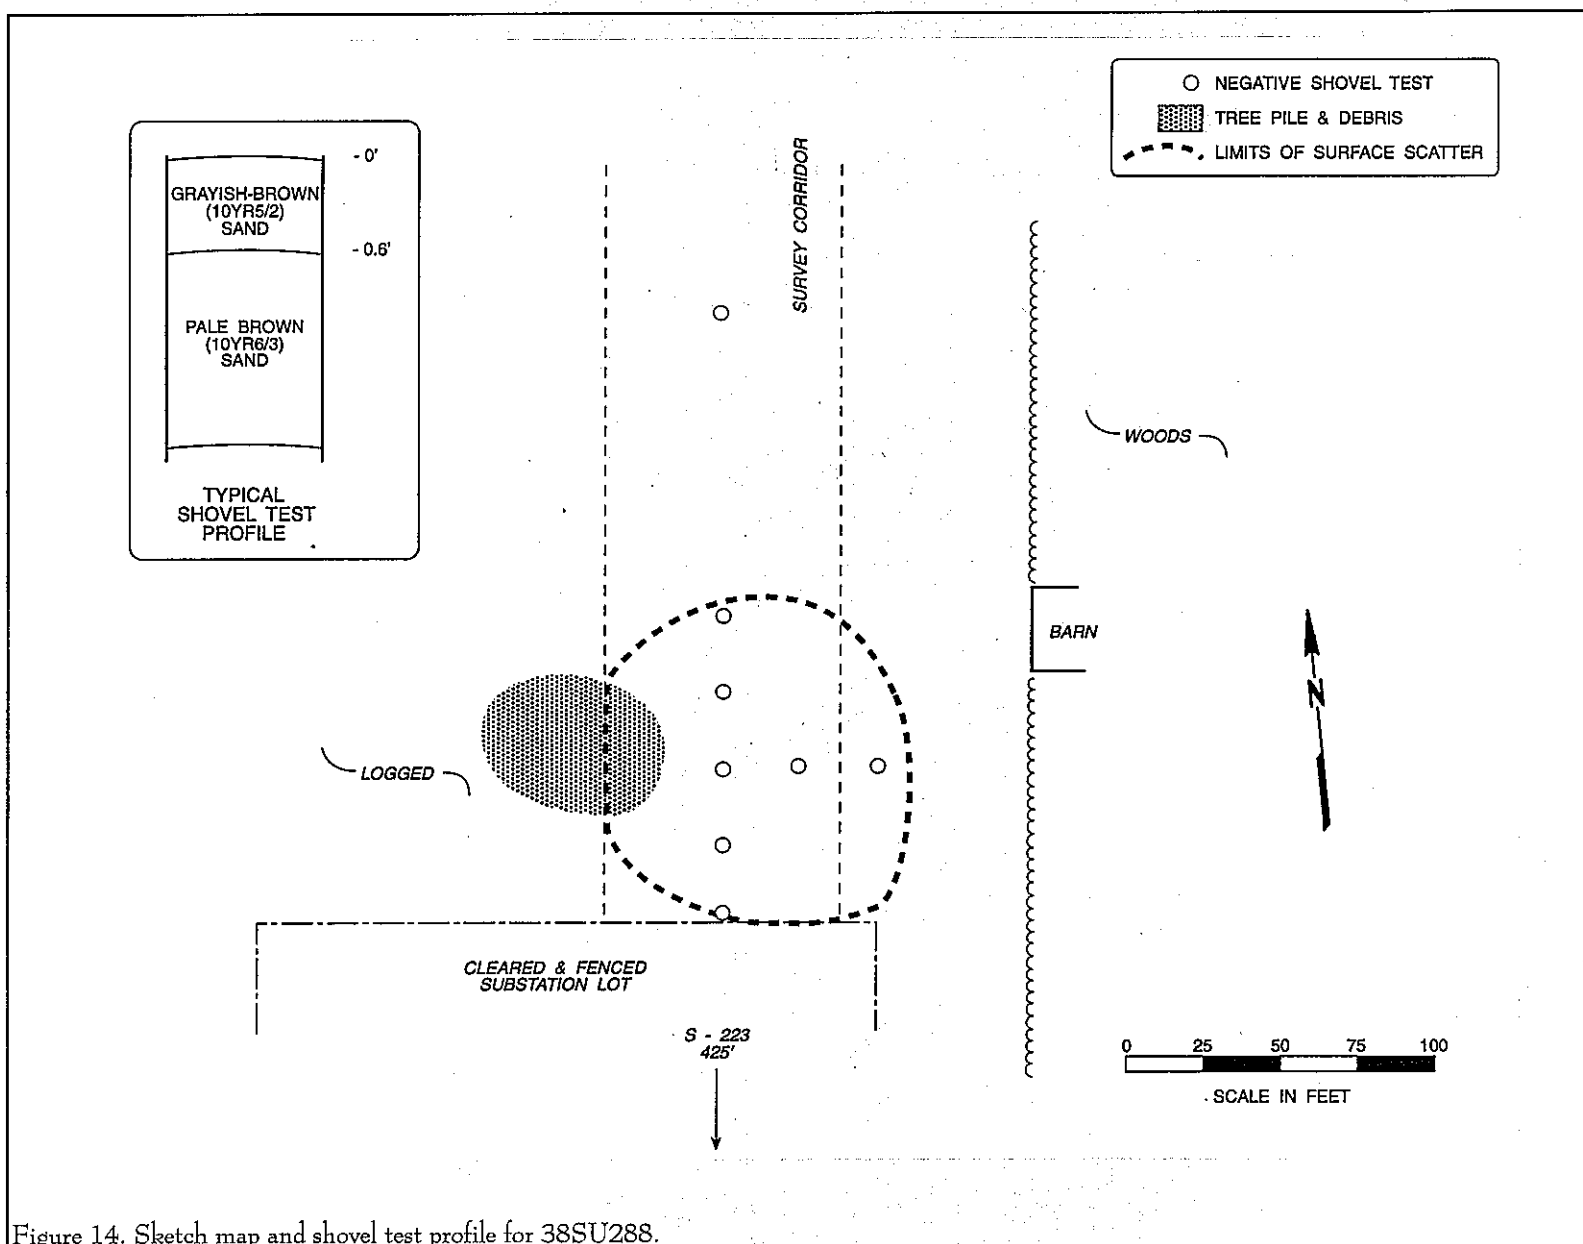 NEGATIVE SHOVEL TEST
TREE PILE & DEBRIS
LIMITS OF SURFACE SCATTER
- 0'
GRAYISH-BROWN
(10YR5/2)
SAND
- 0.6'
PALE BROWN
(10YR6/3)
SAND
TYPICAL
SHOVEL TEST
PROFILE
SURVEY CORRIDOR
WOODS
BARN
N
LOGGED
CLEARED & FENCED
SUBSTATION LOT
S - 223
425'
0 25 50 75 100
SCALE IN FEET
Figure 14. Sketch map and shovel test profile for 38SU288.